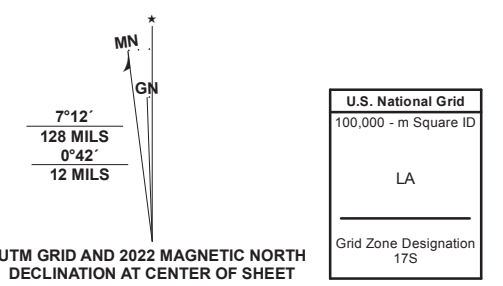 ★
MN
GN
7°12´
128 MILS
0°42´
12 MILS
UTM GRID AND 2022 MAGNETIC NORTH
DECLINATION AT CENTER OF SHEET
U.S. National Grid
100,000 - m Square ID
LA
Grid Zone Designation
17S